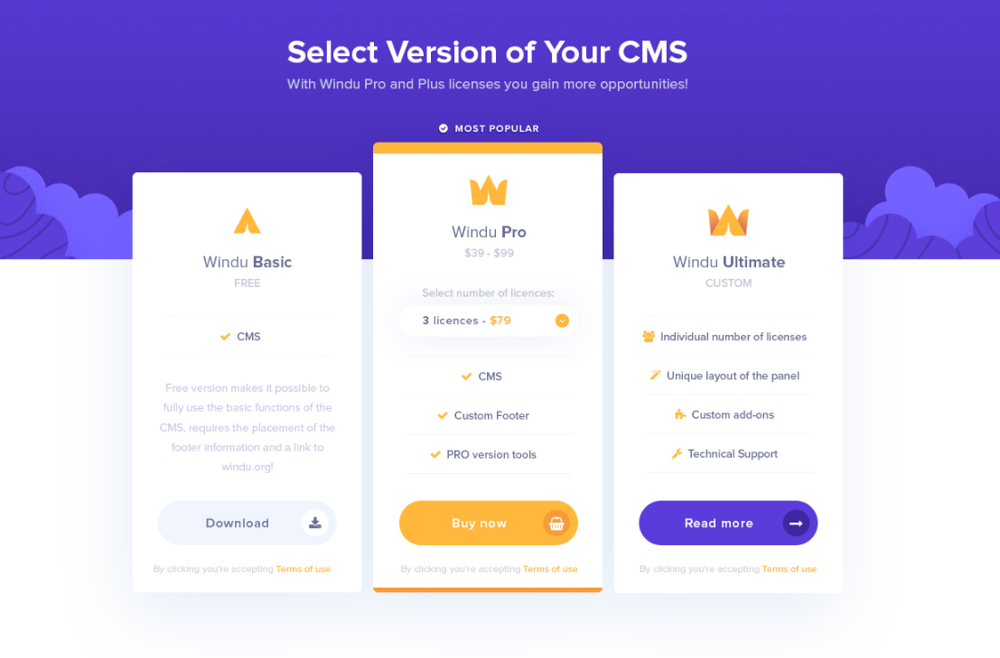 Select Version of Your CMS
With Windu Pro and Plus licenses you gain more opportunities!
MOST POPULAR
Windu Basic
FREE
CMS
Free version makes it possible to
fully use the basic functions of the
CMS, requires the placement of the
footer information and a link to
windu.org!
Download
By clicking you're accepting Terms of use
Windu Pro
$39 - $99
Select number of licences:
3 licences - $79
CMS
Custom Footer
PRO version tools
Buy now
By clicking you're accepting Terms of use
Windu Ultimate
CUSTOM
Individual number of licenses
Unique layout of the panel
Custom add-ons
Technical Support
Read more
By clicking you're accepting Terms of use